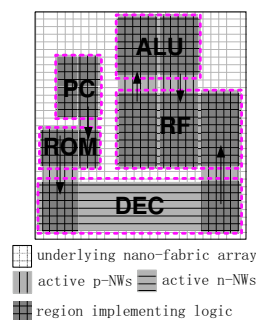 ALU
PC
RF
ROM
DEC
underlying nano-fabric array
active p-NWs active n-NWs
region implementing logic